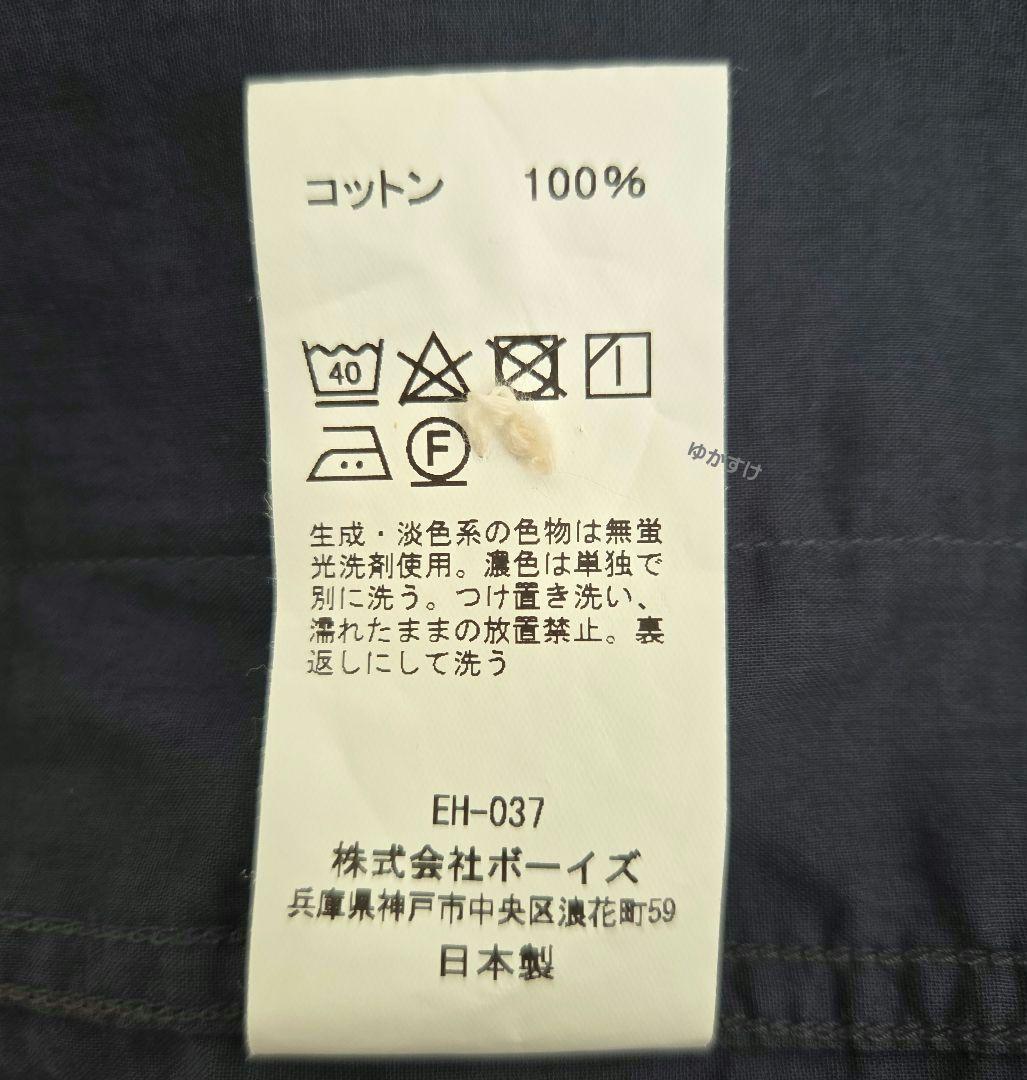 コットン 100%
40
F
ゆかすけ
生成・淡色系の色物は無蛍
光洗剤使用。濃色は単独で
別に洗う。つけ置き洗い、
濡れたままの放置禁止。裏
返しにして洗う
EH-037
株式会社ボーイズ
兵庫県神戸市中央区浪花町59
日本製